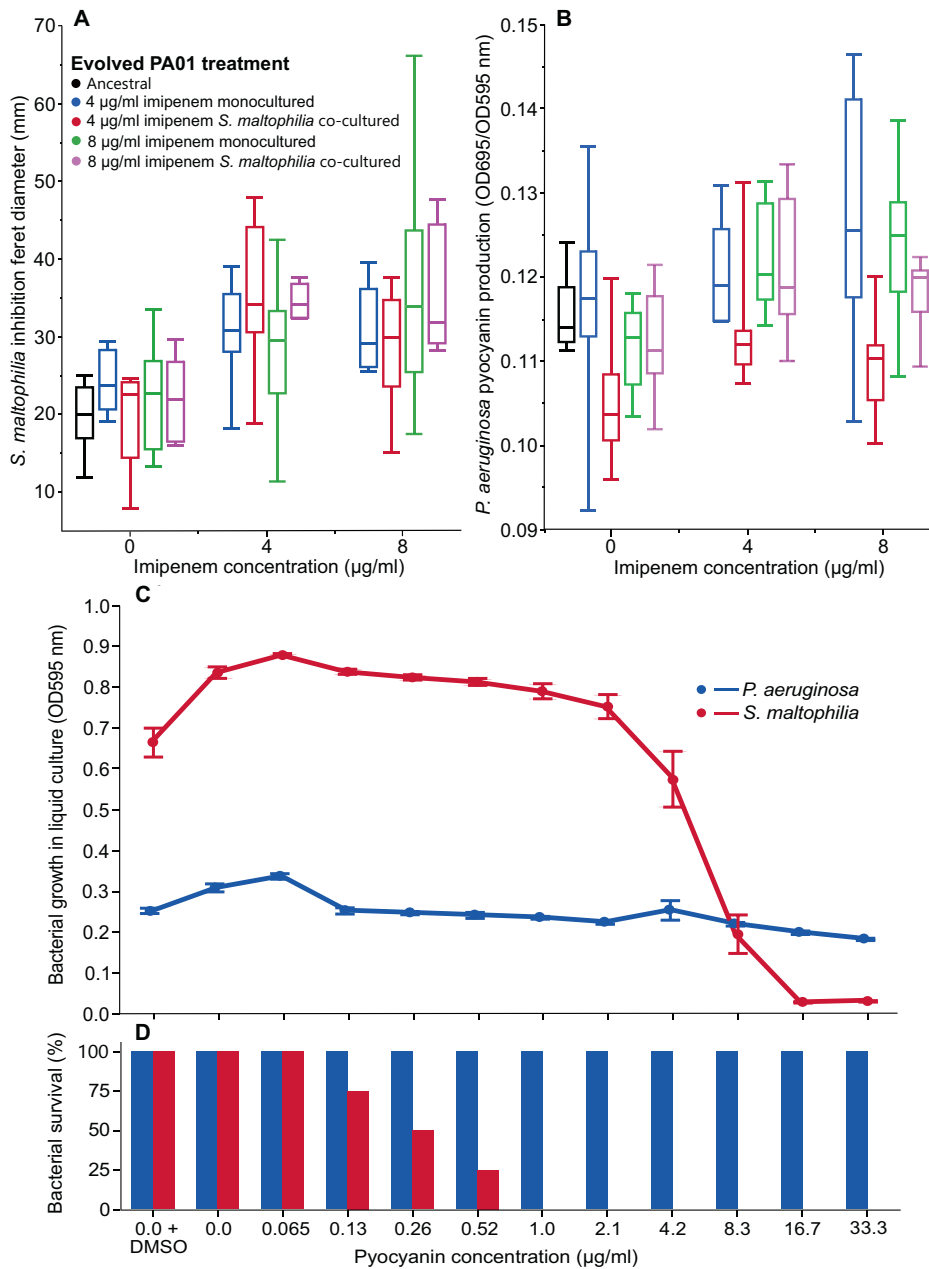 A
70
60
50
40
30
20
10
S. maltophilia inhibition feret diameter (mm)
Evolved PA01 treatment
Ancestral
4 µg/ml imipenem monocultured
4 µg/ml imipenem S. maltophilia co-cultured
8 µg/ml imipenem monocultured
8 µg/ml imipenem S. maltophilia co-cultured
0 4 8
Imipenem concentration (µg/ml)
B
0.15
0.14
0.13
0.12
0.11
0.10
0.09
P. aeruginosa pyocyanin production (OD695/OD595 nm)
0 4 8
Imipenem concentration (µg/ml)
C
1.0
0.9
0.8
0.7
0.6
0.5
0.4
0.3
0.2
0.1
0.0
Bacterial growth in liquid culture (OD595 nm)
P. aeruginosa
S. maltophilia
D
100
75
50
25
0
Bacterial survival (%)
0.0 + 0.0 0.065 0.13 0.26 0.52 1.0 2.1 4.2 8.3 16.7 33.3
DMSO
Pyocyanin concentration (µg/ml)